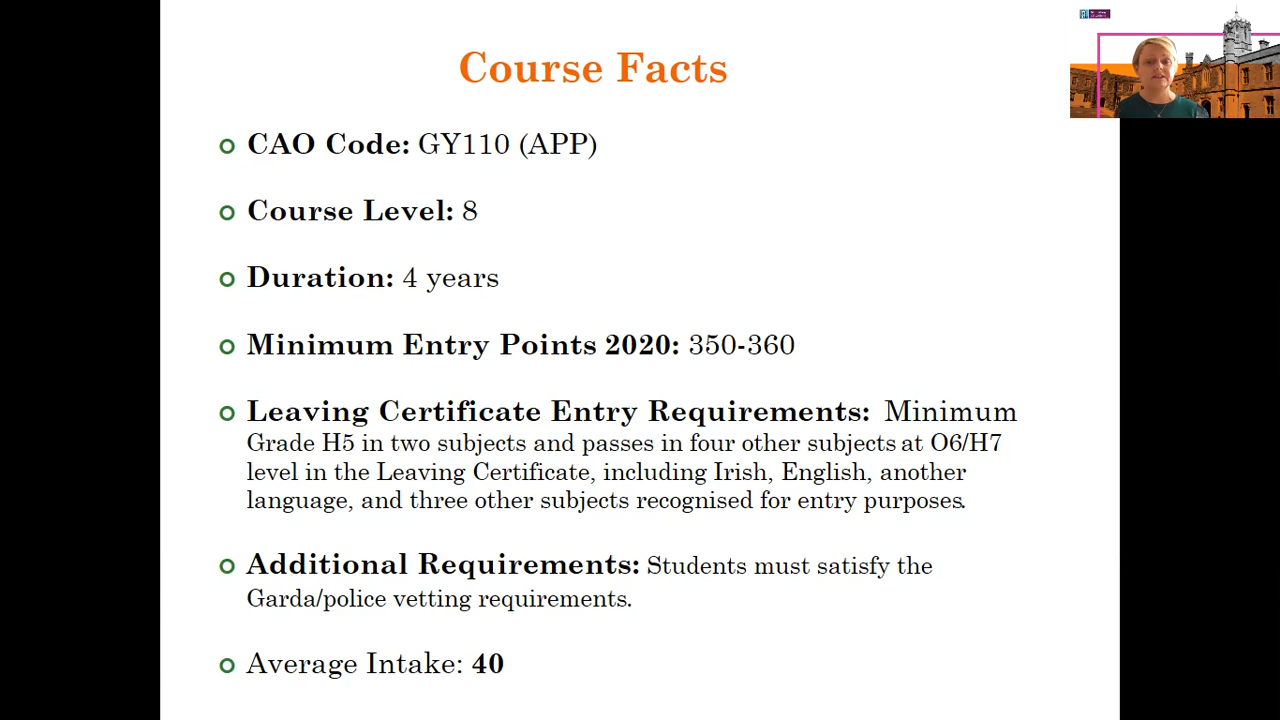 Course Facts
CAO Code: GY110 (APP)
Course Level: 8
Duration: 4 years
Minimum Entry Points 2020: 350-360
Leaving Certificate Entry Requirements: Minimum
Grade H5 in two subjects and passes in four other subjects at O6/H7
level in the Leaving Certificate, including Irish, English, another
language, and three other subjects recognised for entry purposes.
Additional Requirements: Students must satisfy the
Garda/police vetting requirements.
Average Intake: 40